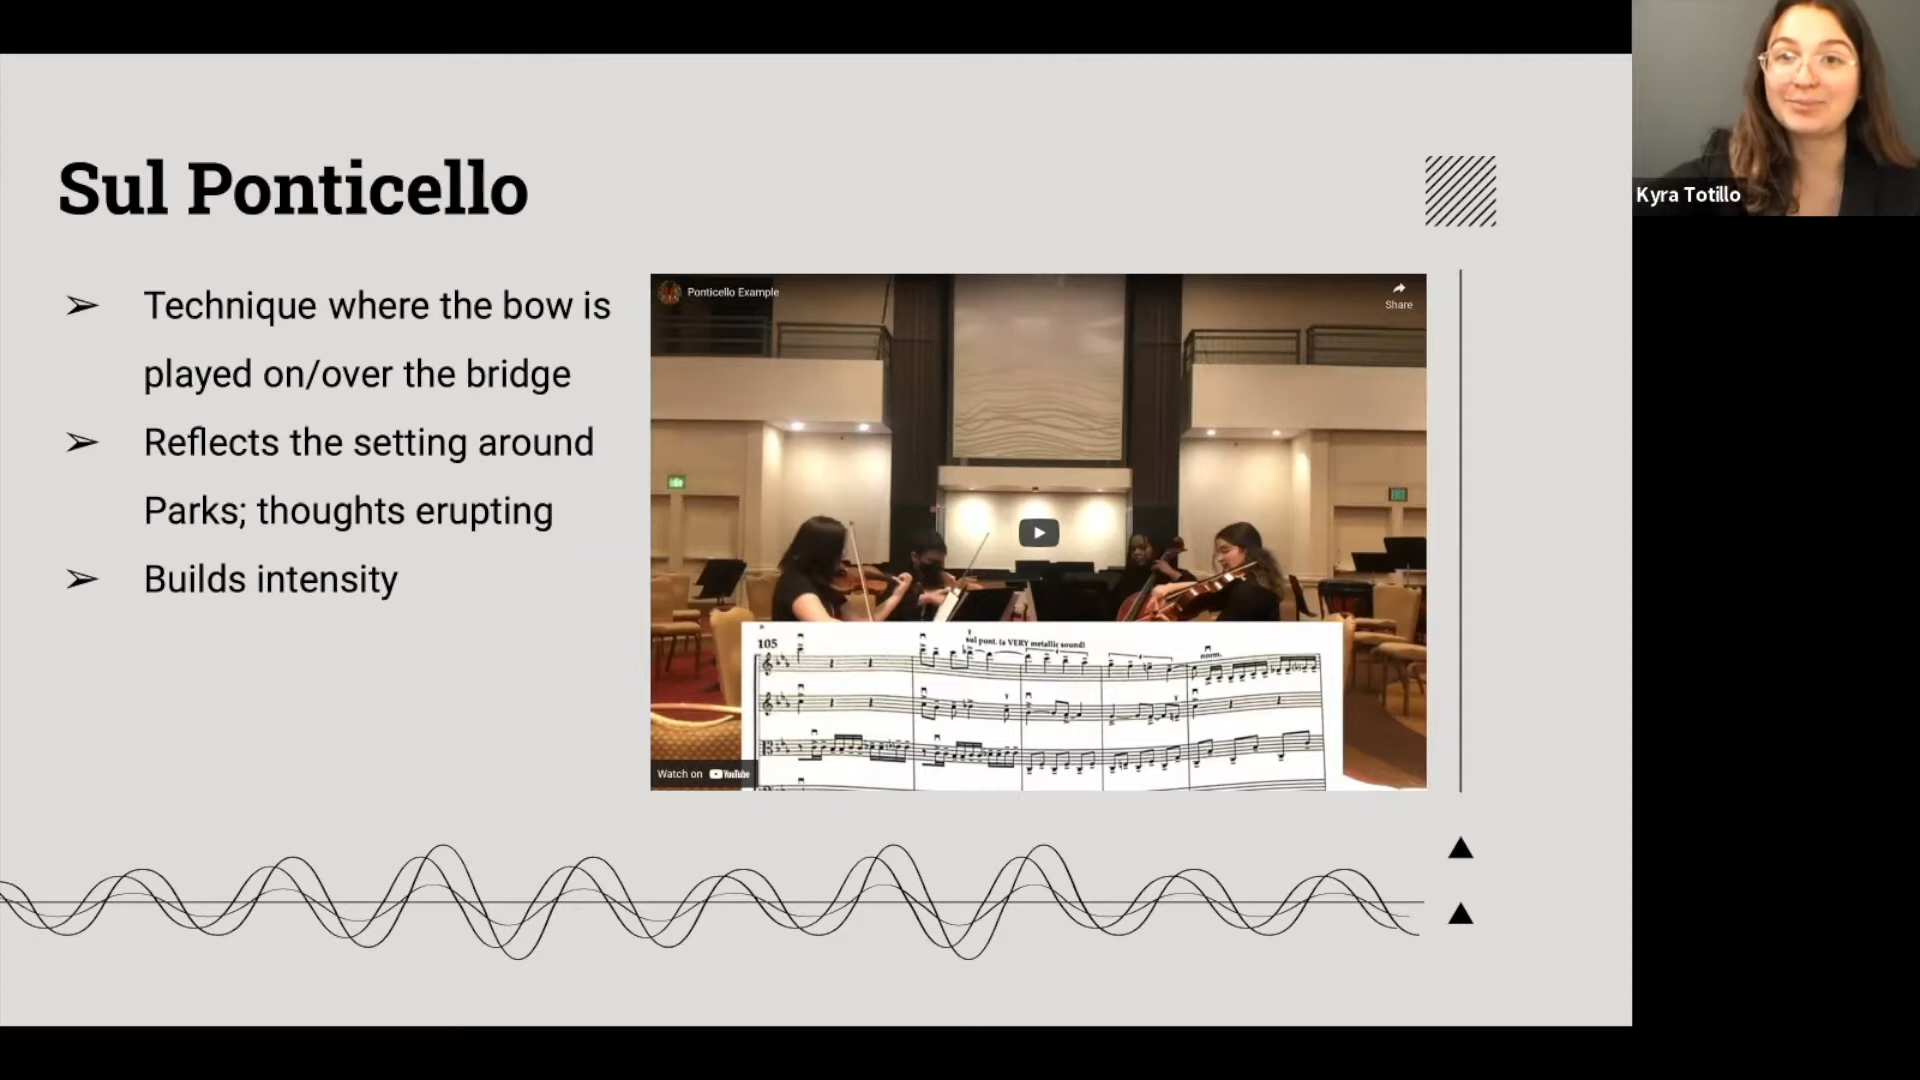 Sul Ponticello
➢ Technique where the bow is
played on/over the bridge
➢ Reflects the setting around
Parks; thoughts erupting
➢ Builds intensity
Ponticello Example
Share
105
sul pont. (a VERY metallic sound)
norm.
Watch on YouTube
Kyra Totillo